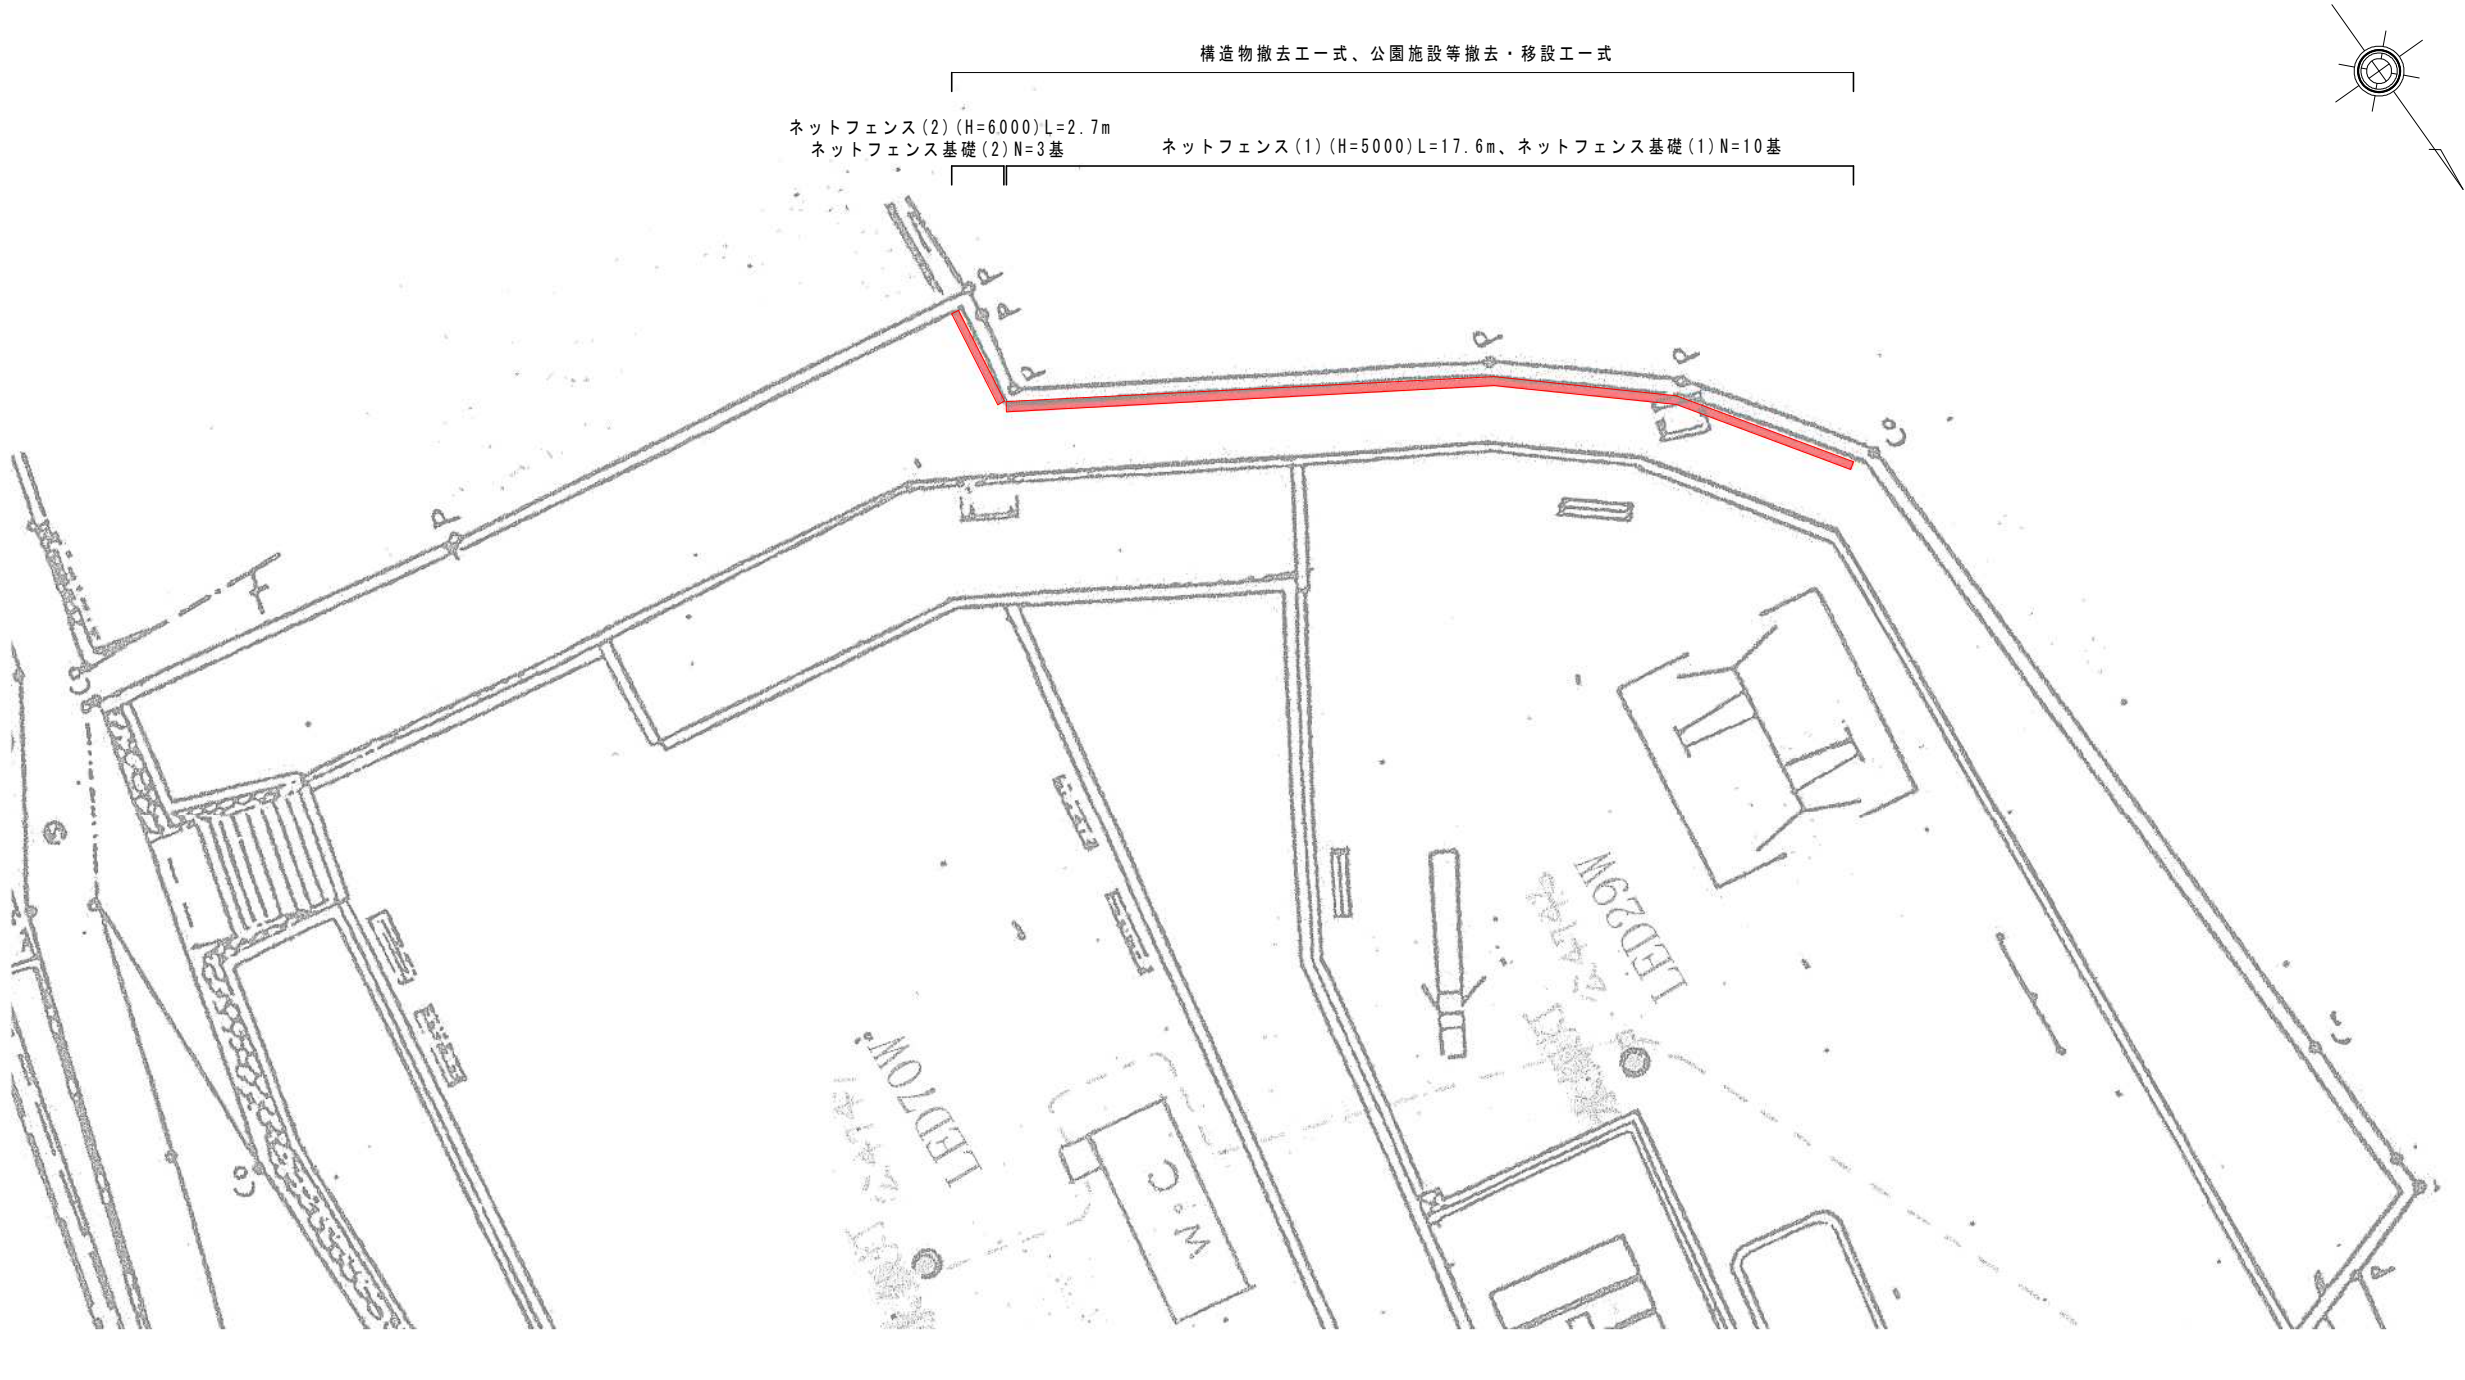 構造物撤去工一式、公園施設等撤去・移設工一式
ネットフェンス(2)(H=6000)L=2.7m
ネットフェンス基礎(2)N=3基
ネットフェンス(1)(H=5000)L=17.6m、ネットフェンス基礎(1)N=10基
P
P
P
P
P
P
G
LED29W
LED70W
W.C
P